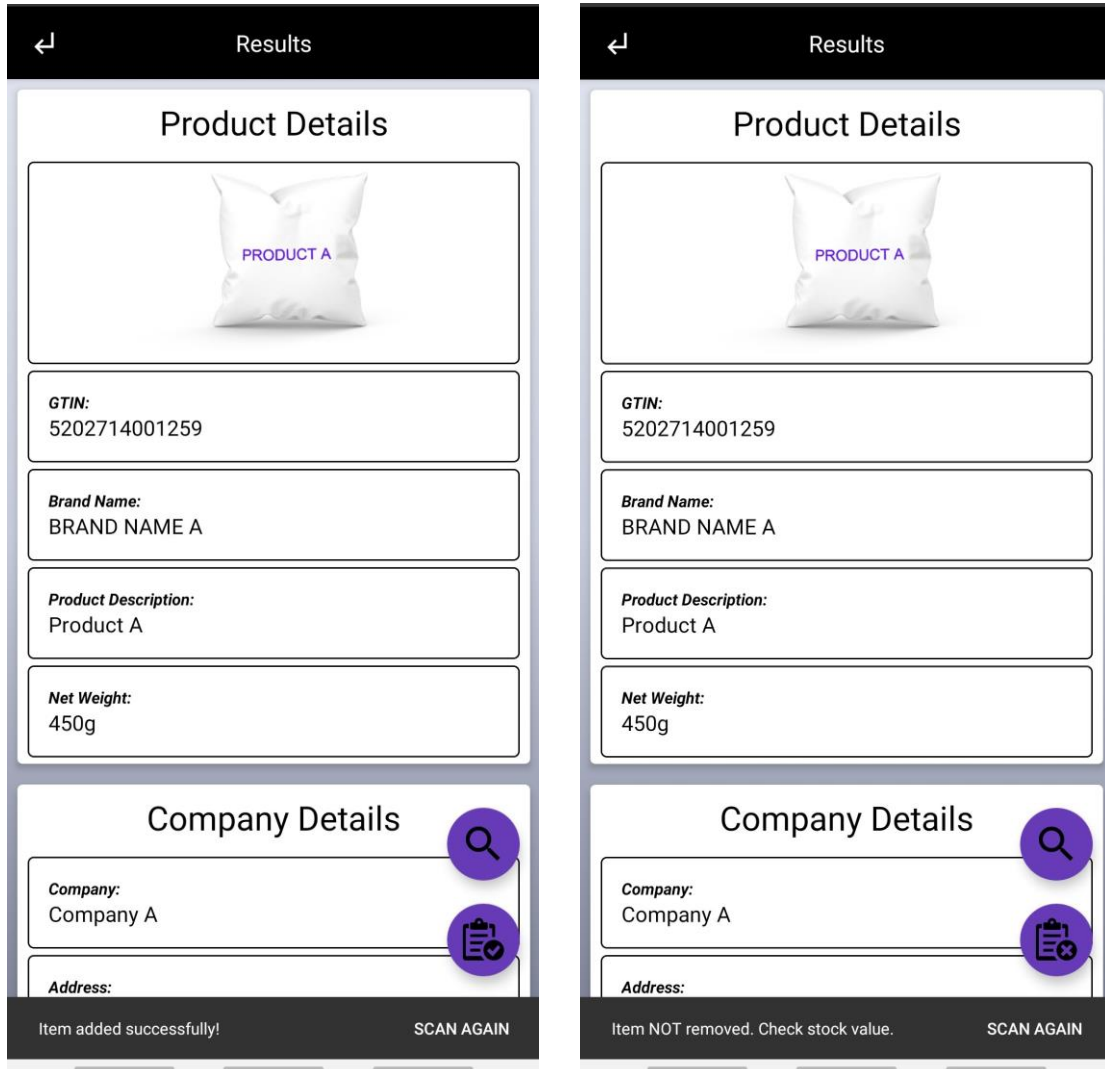 Results
Product Details
PRODUCT A
GTIN:
5202714001259
Brand Name:
BRAND NAME A
Product Description:
Product A
Net Weight:
450g
Company Details
Company:
Company A
Address:
Item added successfully! SCAN AGAIN
Results
Product Details
PRODUCT A
GTIN:
5202714001259
Brand Name:
BRAND NAME A
Product Description:
Product A
Net Weight:
450g
Company Details
Company:
Company A
Address:
Item NOT removed. Check stock value. SCAN AGAIN